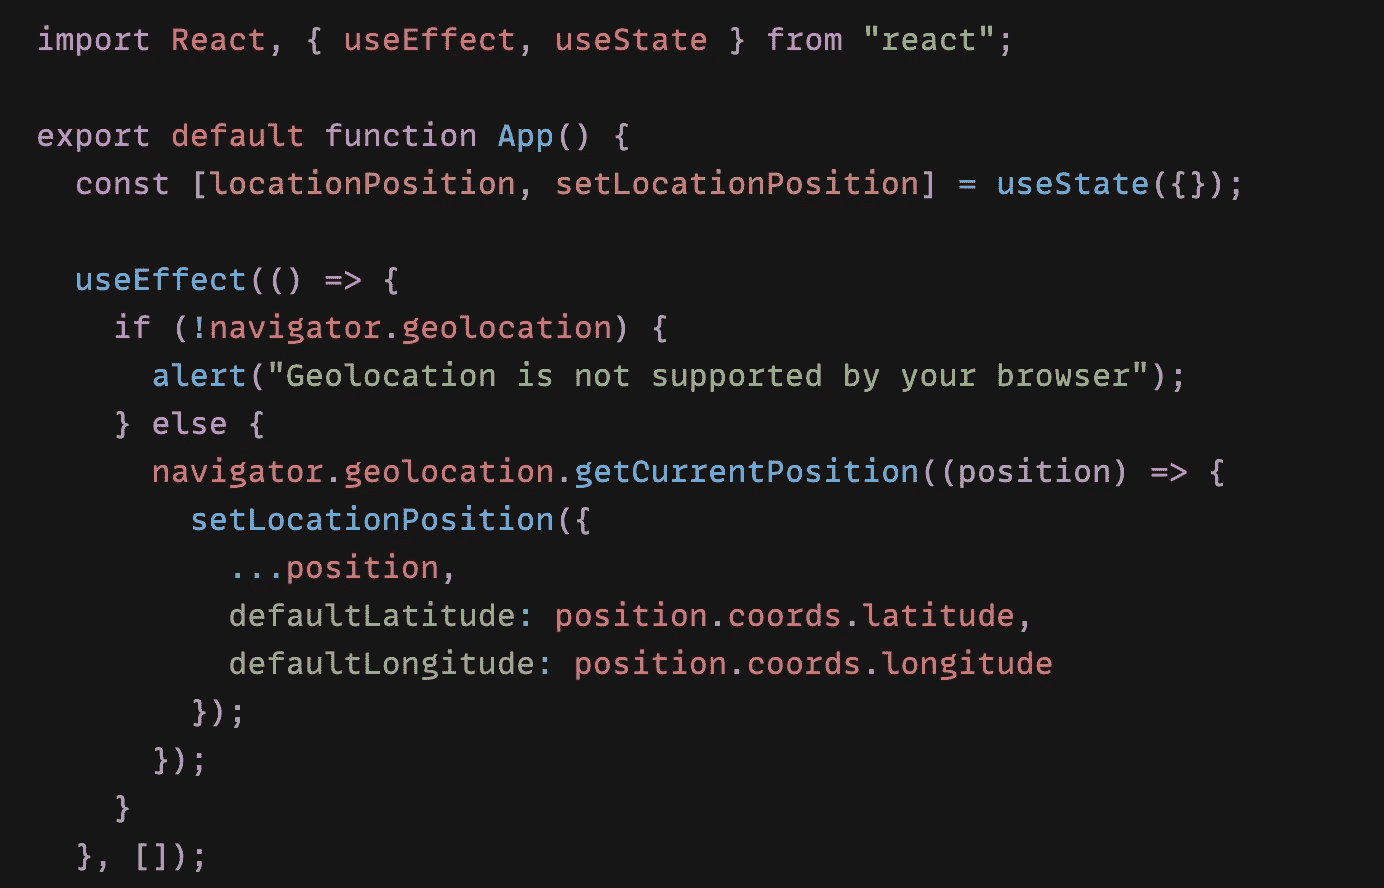 import React, { useEffect, useState } from "react";
export default function App() {
const [locationPosition, setLocationPosition] = useState({});
useEffect(() => {
if (!navigator.geolocation) {
alert("Geolocation is not supported by your browser");
} else {
navigator.geolocation.getCurrentPosition((position) => {
setLocationPosition({
...position,
defaultLatitude: position.coords.latitude,
defaultLongitude: position.coords.longitude
});
});
}
}, []);